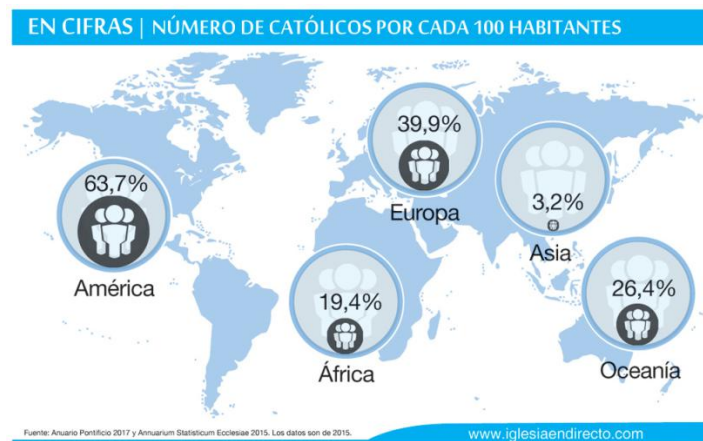 EN CIFRAS | NÚMERO DE CATÓLICOS POR CADA 100 HABITANTES
39,9%
Europa
63,7%
América
3,2%
Asia
19,4%
África
26,4%
Oceanía
Fuente: Anuario Pontificio 2017 y Annuarium Statisticum Ecclesiae 2015. Los datos son de 2015.
www.iglesiaendirecto.com